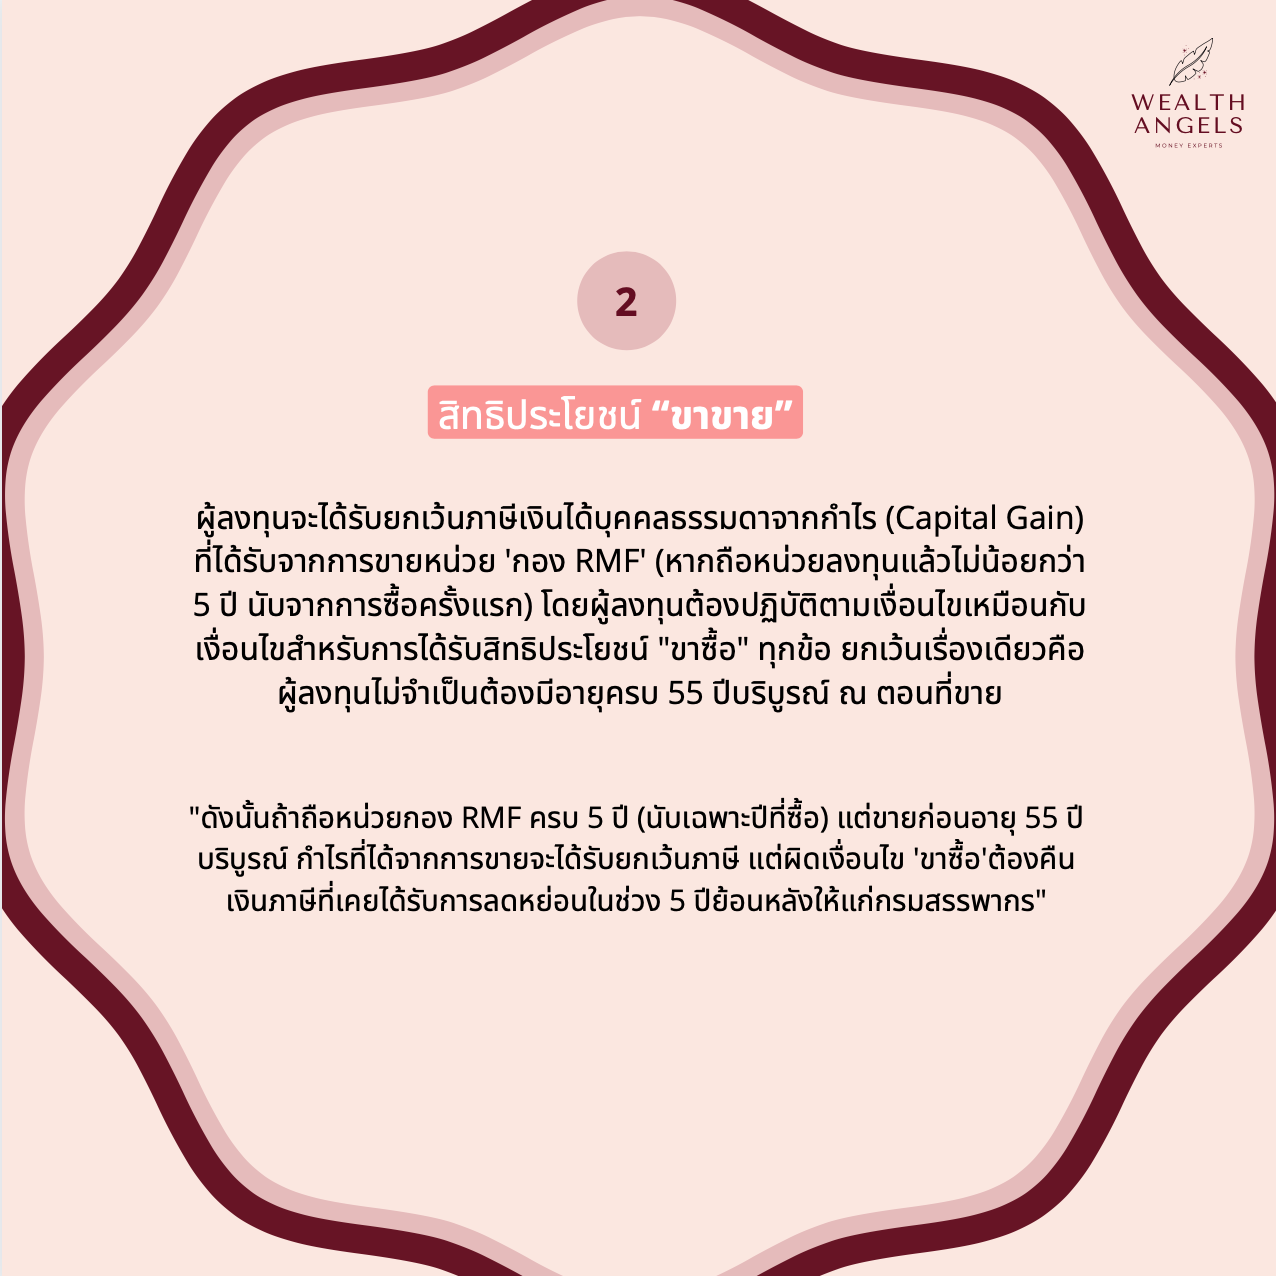 WEALTH
ANGELS
MONEY EXPERTS
2
สิทธิประโยชน์ “ขาขาย”
ผู้ลงทุนจะได้รับยกเว้นภาษีเงินได้บุคคลธรรมดาจากกำไร (Capital Gain)
ที่ได้รับจากการขายหน่วย 'กอง RMF' (หากถือหน่วยลงทุนแล้วไม่น้อยกว่า
5 ปี นับจากการซื้อครั้งแรก) โดยผู้ลงทุนต้องปฏิบัติตามเงื่อนไขเหมือนกับ
เงื่อนไขสำหรับการได้รับสิทธิประโยชน์ "ขาซื้อ" ทุกข้อ ยกเว้นเรื่องเดียวคือ
ผู้ลงทุนไม่จำเป็นต้องมีอายุครบ 55 ปีบริบูรณ์ ณ ตอนที่ขาย
"ดังนั้นถ้าถือหน่วยกอง RMF ครบ 5 ปี (นับเฉพาะปีที่ซื้อ) แต่ขายก่อนอายุ 55 ปี
บริบูรณ์ กำไรที่ได้จากการขายจะได้รับยกเว้นภาษี แต่ผิดเงื่อนไข 'ขาซื้อ'ต้องคืน
เงินภาษีที่เคยได้รับการลดหย่อนในช่วง 5 ปีย้อนหลังให้แก่กรมสรรพากร"